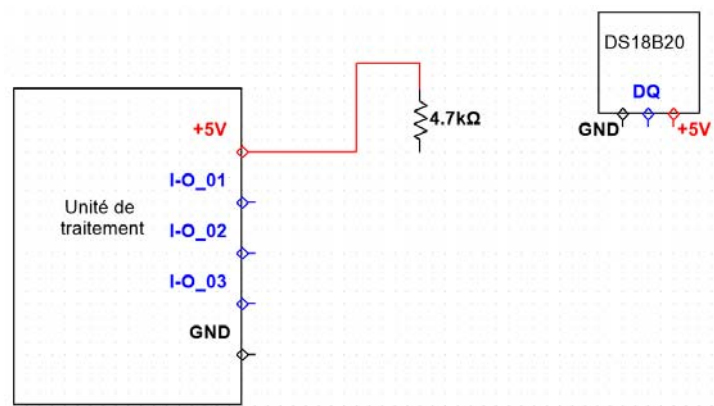 DS18B20
DQ
GND
+5V
4.7kΩ
+5V
I-O_01
Unité de
traitement
I-O_02
I-O_03
GND